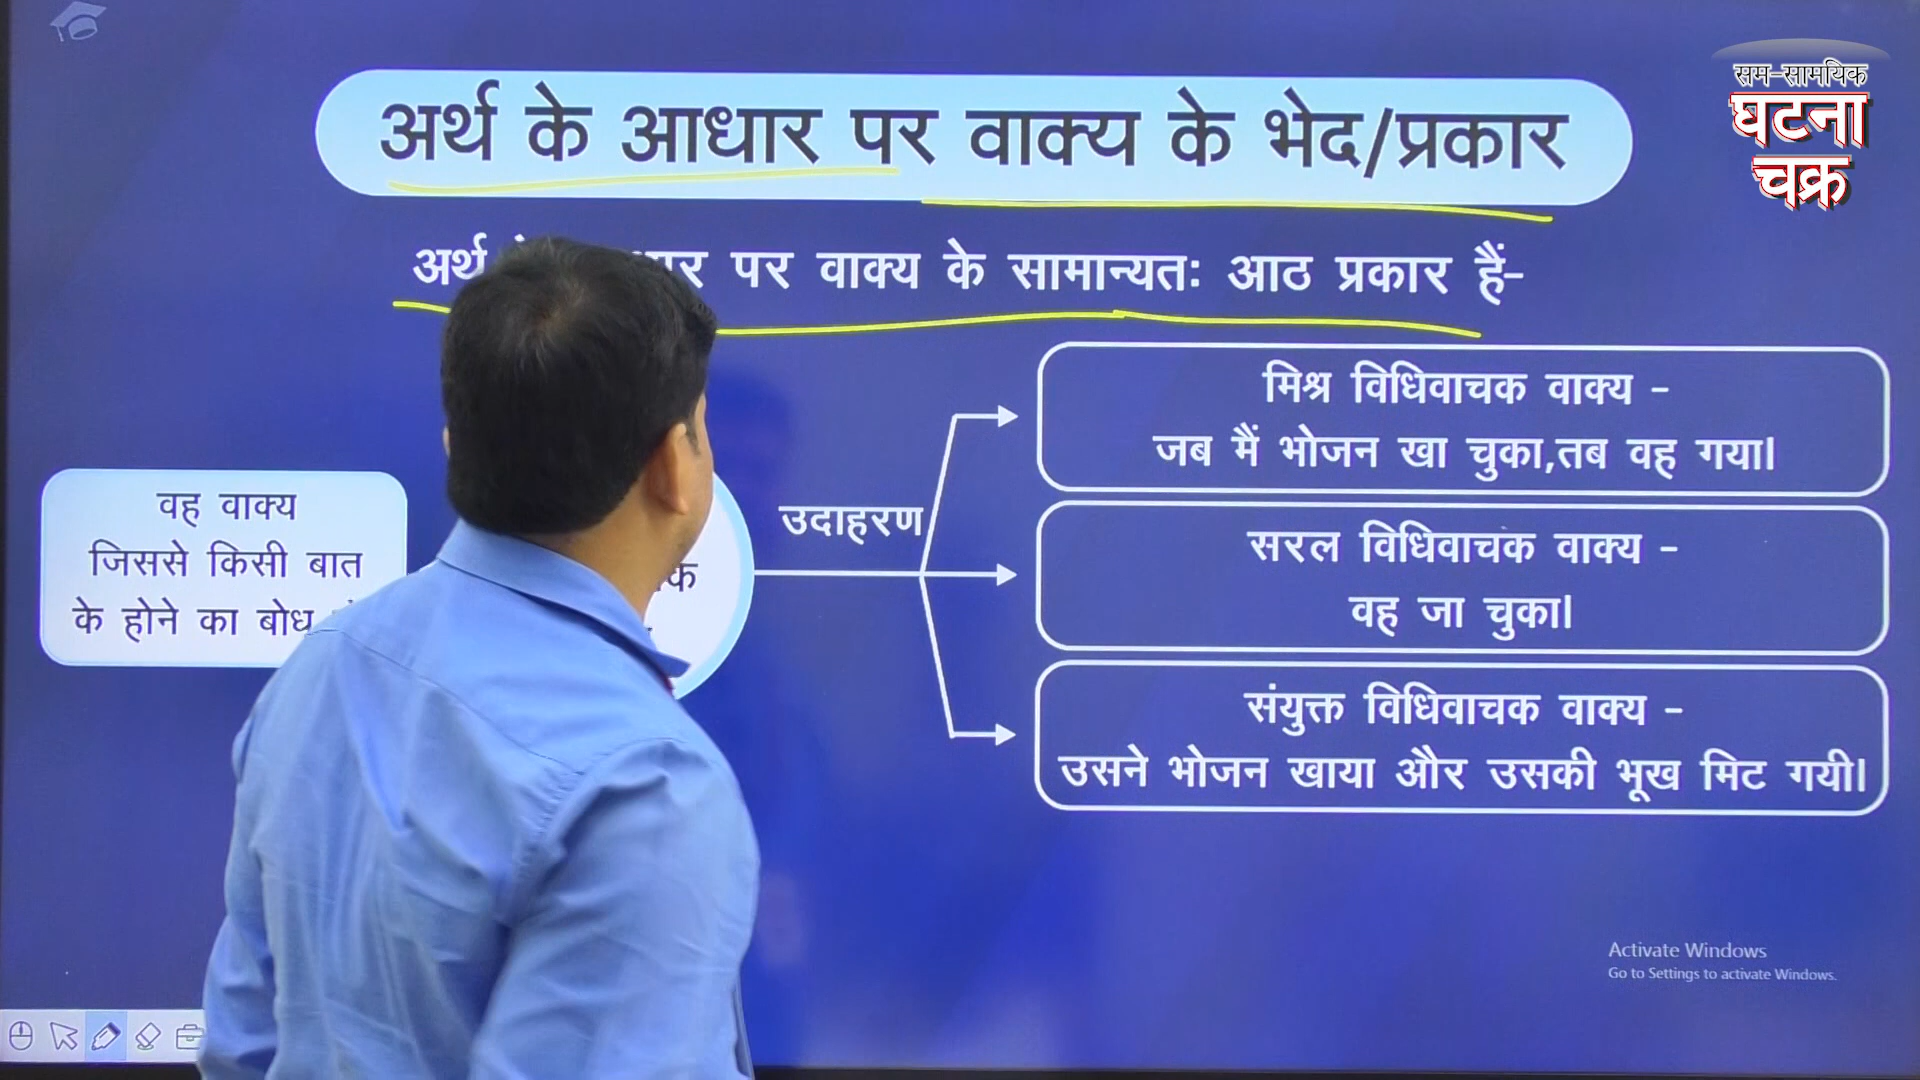 सम-सामयिक
घटना
चक्र
अर्थ के आधार पर वाक्य के भेद/प्रकार
अर्थ पर वाक्य के सामान्यतः आठ प्रकार हैं-
वह वाक्य
जिससे किसी बात
के होने का बोध
उदाहरण
मिश्र विधिवाचक वाक्य -
जब मैं भोजन खा चुका,तब वह गया।
सरल विधिवाचक वाक्य -
वह जा चुका।
संयुक्त विधिवाचक वाक्य -
उसने भोजन खाया और उसकी भूख मिट गयी।
Activate Windows
Go to Settings to activate Windows.